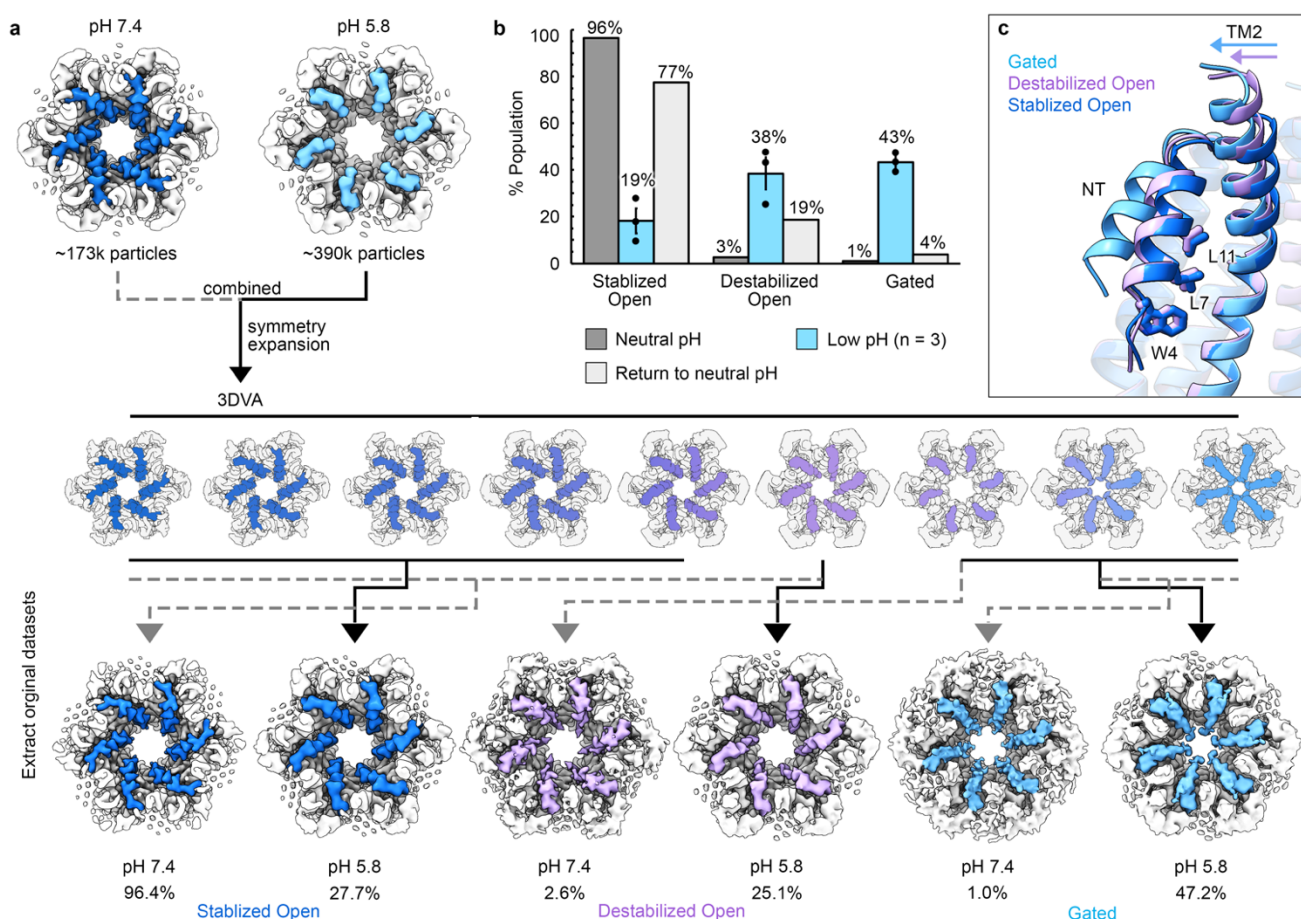 a
pH 7.4
pH 5.8
~173k particles
~390k particles
combined
symmetry
expansion
3DVA
b
% Population
100
80
60
40
20
0
96%
19%
77%
3%
38%
19%
1%
43%
4%
Stablized
Open
Destabilized
Open
Gated
Neutral pH
Low pH (n = 3)
Return to neutral pH
c
TM2
Gated
Destabilized Open
Stablized Open
NT
L11
L7
W4
Extract orginal datasets
pH 7.4
pH 5.8
pH 7.4
pH 5.8
pH 7.4
pH 5.8
96.4%
27.7%
2.6%
25.1%
1.0%
47.2%
Stablized Open
Destabilized Open
Gated